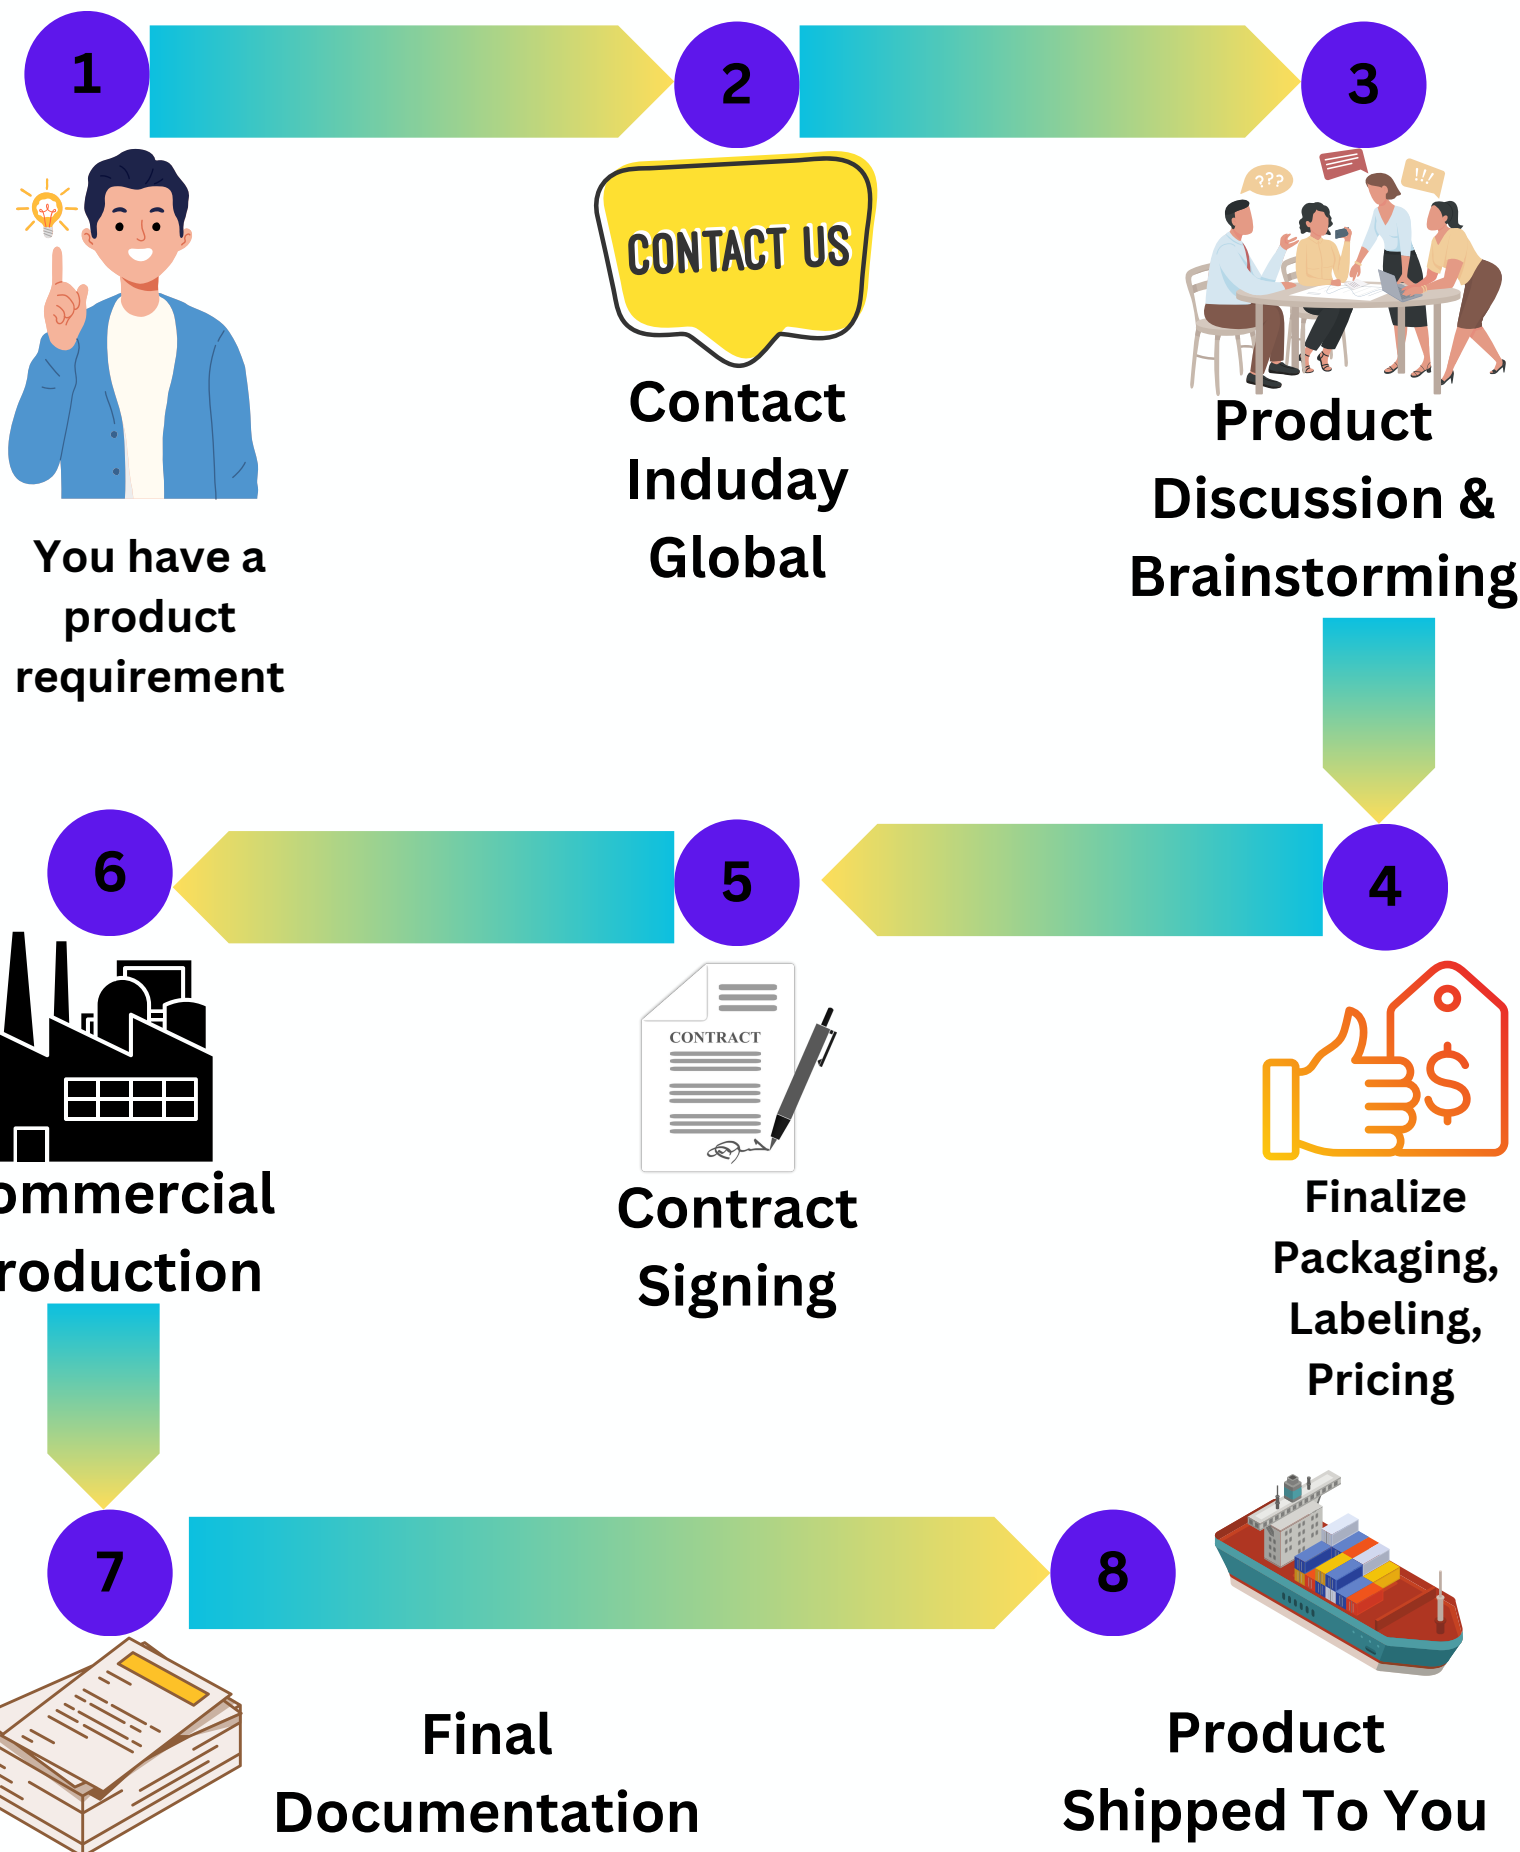 1
2
3
???
!!!
CONTACT US
Contact
Induday
Global
Product
Discussion &
Brainstorming
You have a
product
requirement
6
5
4
CONTRACT
$
ommercial
roduction
Contract
Signing
Finalize
Packaging,
Labeling,
Pricing
7
8
Final
Documentation
Product
Shipped To You